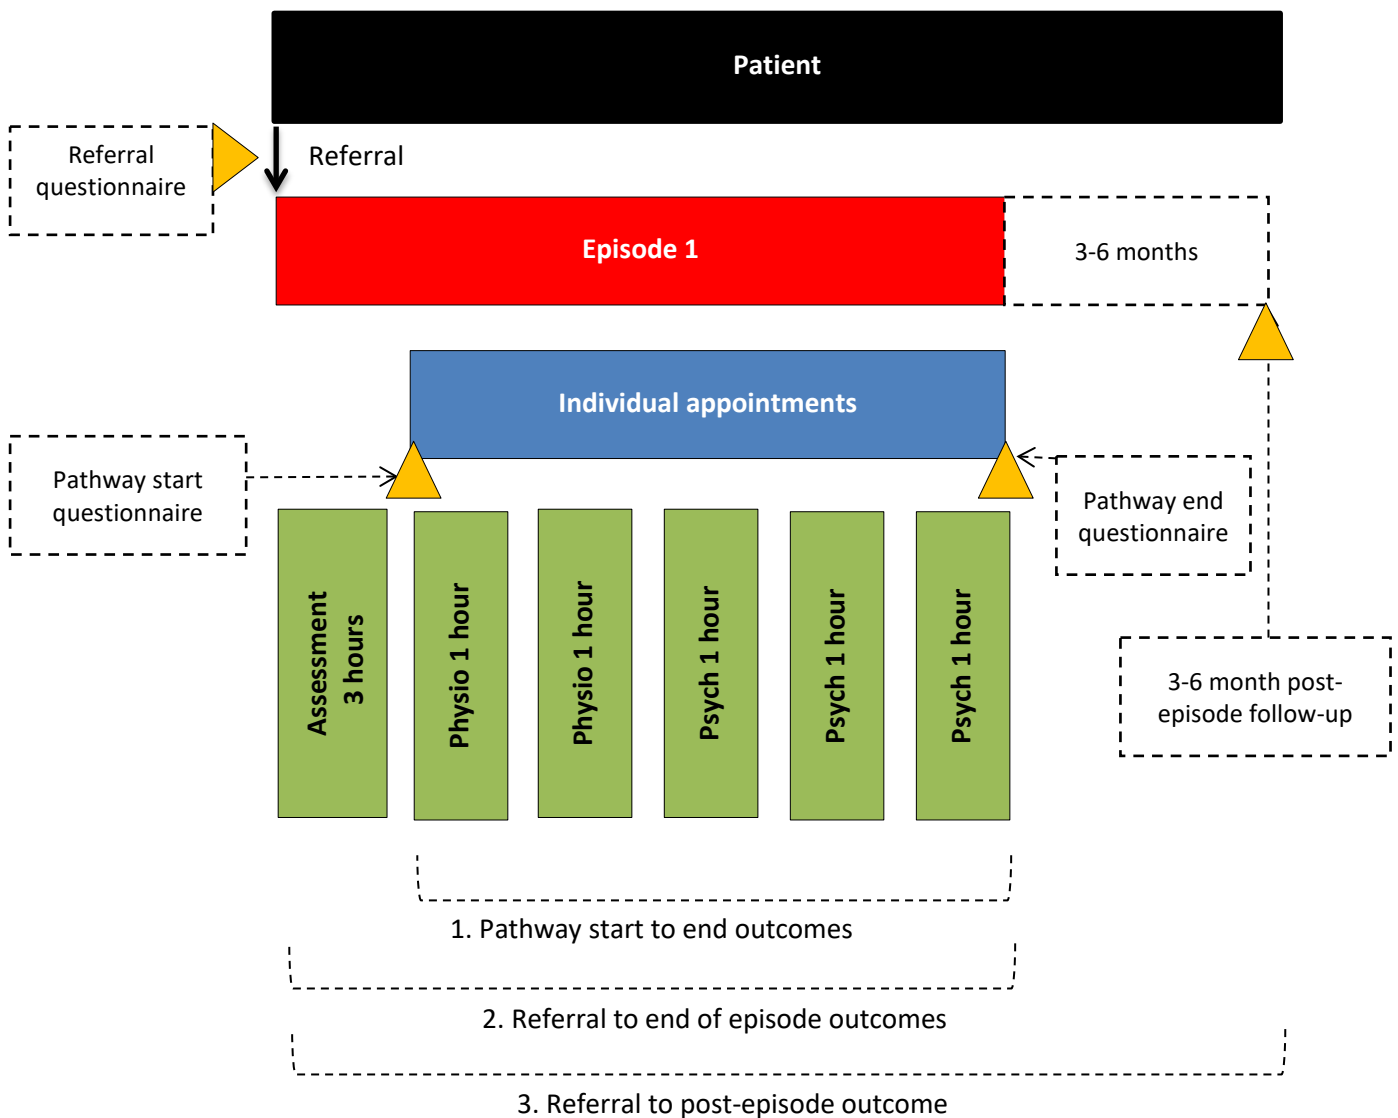 Patient
Referral
questionnaire
Referral
Episode 1
3-6 months
Individual appointments
Pathway start
questionnaire
Pathway end
questionnaire
Assessment
3 hours
Physio 1 hour
Physio 1 hour
Psych 1 hour
Psych 1 hour
Psych 1 hour
3-6 month post-
episode follow-up
1. Pathway start to end outcomes
2. Referral to end of episode outcomes
3. Referral to post-episode outcome